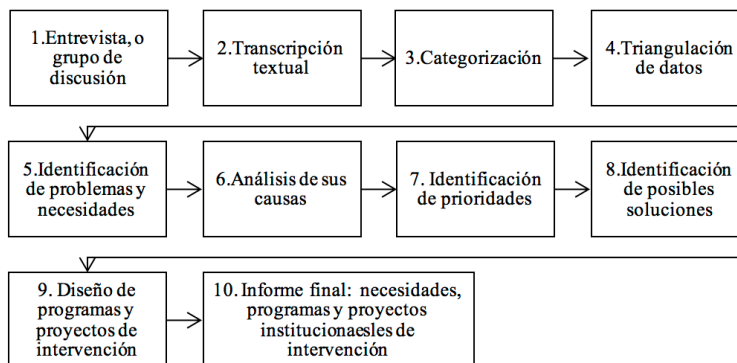 1.Entrevista, o
grupo de
discusión
2.Transcripción
textual
3.Categorización
4.Triangulación
de datos
5.Identificación
de problemas y
necesidades
6.Análisis de sus
causas
7. Identificación
de prioridades
8.Identificación
de posibles
soluciones
9. Diseño de
programas y
proyectos de
intervención
10. Informe final: necesidades,
programas y proyectos
institucionaesles de
intervención